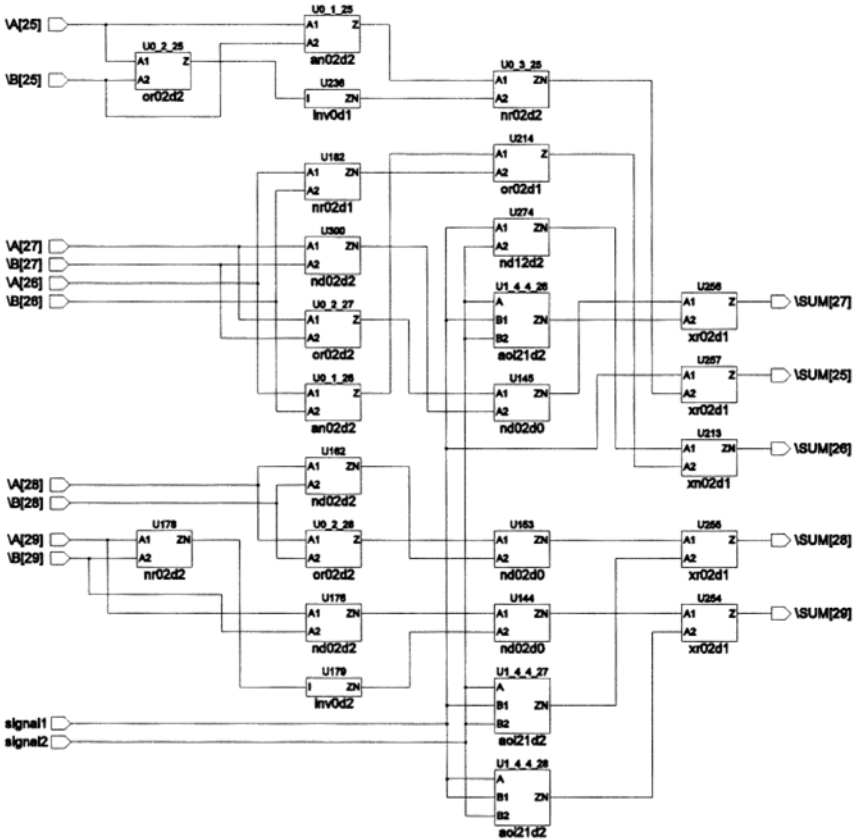 \A[25]
\B[25]
U0_2_25
A1 Z
A2
or02d2
U0_1_25
A1 Z
A2
an02d2
U236
I ZN
inv0d1
U0_3_25
A1 ZN
A2
nr02d2
U182
A1 ZN
A2
nr02d1
U214
A1 Z
A2
or02d1
\A[27]
\B[27]
\A[26]
\B[26]
U300
A1 ZN
A2
nd02d2
U274
A1 ZN
A2
nd12d2
U0_2_27
A1 Z
A2
or02d2
U1_4_4_26
A
B1 ZN
B2
aoi21d2
U256
A1 Z
A2
xr02d1
\SUM[27]
U0_1_26
A1 Z
A2
an02d2
U145
A1 ZN
A2
nd02d0
U257
A1 Z
A2
xr02d1
\SUM[25]
U213
A1 ZN
A2
xn02d1
\SUM[26]
\A[28]
\B[28]
U162
A1 ZN
A2
nd02d2
\A[29]
\B[29]
U178
A1 ZN
A2
nr02d2
U0_2_28
A1 Z
A2
or02d2
U153
A1 ZN
A2
nd02d0
U255
A1 Z
A2
xr02d1
\SUM[28]
U176
A1 ZN
A2
nd02d2
U144
A1 ZN
A2
nd02d0
U254
A1 Z
A2
xr02d1
\SUM[29]
U179
I ZN
inv0d2
U1_4_4_27
A
B1 ZN
B2
aoi21d2
signal1
signal2
U1_4_4_28
A
B1 ZN
B2
aoi21d2